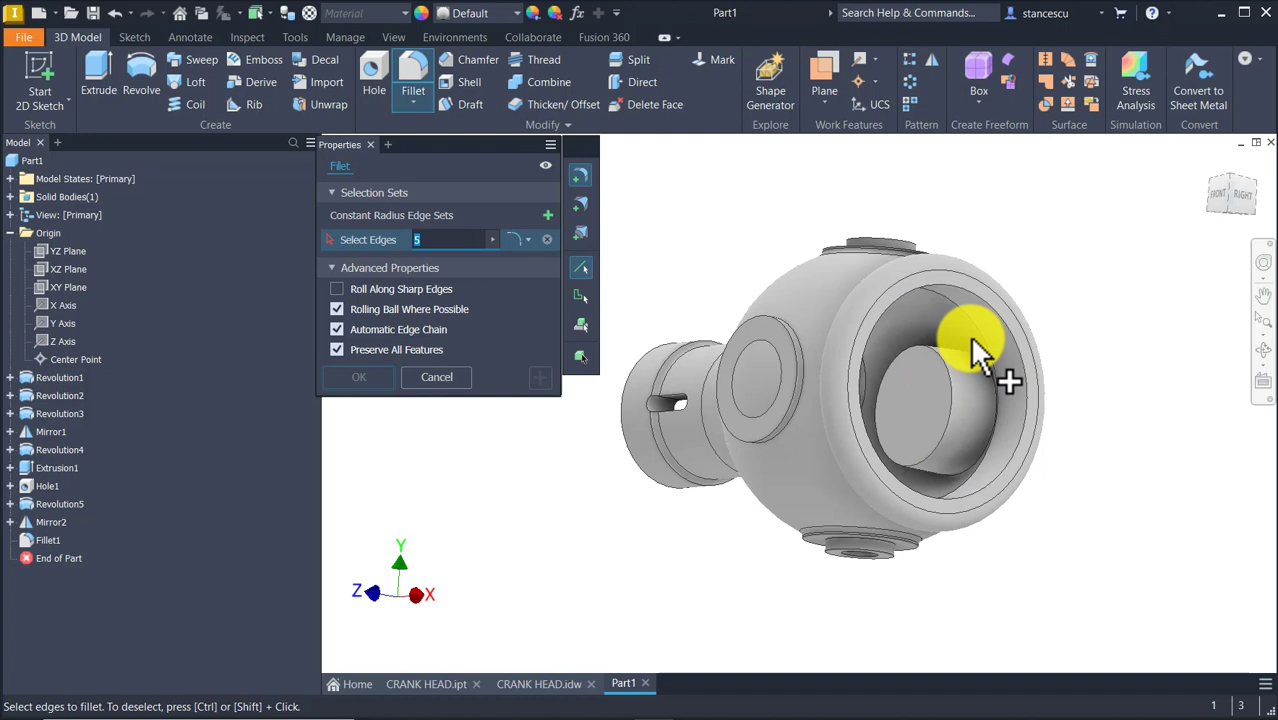 Material
Default
Part1
Search Help & Commands...
stancescu
File
3D Model
Sketch
Annotate
Inspect
Tools
Manage
View
Environments
Collaborate
Fusion 360
Start
2D Sketch
Extrude
Revolve
Sweep
Loft
Coil
Emboss
Derive
Rib
Decal
Import
Unwrap
Hole
Fillet
Chamfer
Shell
Draft
Thread
Combine
Thicken/ Offset
Split
Direct
Delete Face
Mark
Shape
Generator
Plane
UCS
Box
Stress
Analysis
Convert to
Sheet Metal
Sketch
Create
Modify
Explore
Work Features
Pattern
Create Freeform
Surface
Simulation
Convert
Model
Part1
Model States: [Primary]
Solid Bodies(1)
View: [Primary]
Origin
YZ Plane
XZ Plane
XY Plane
X Axis
Y Axis
Z Axis
Center Point
Revolution1
Revolution2
Revolution3
Mirror1
Revolution4
Extrusion1
Hole1
Revolution5
Mirror2
Fillet1
End of Part
Properties
Fillet
Selection Sets
Constant Radius Edge Sets
Select Edges 5
Advanced Properties
Roll Along Sharp Edges
Rolling Ball Where Possible
Automatic Edge Chain
Preserve All Features
OK
Cancel
FRONT
RIGHT
Y
Z
X
Home
CRANK HEAD.ipt
CRANK HEAD.idw
Part1
Select edges to fillet. To deselect, press [Ctrl] or [Shift] + Click.
1
3